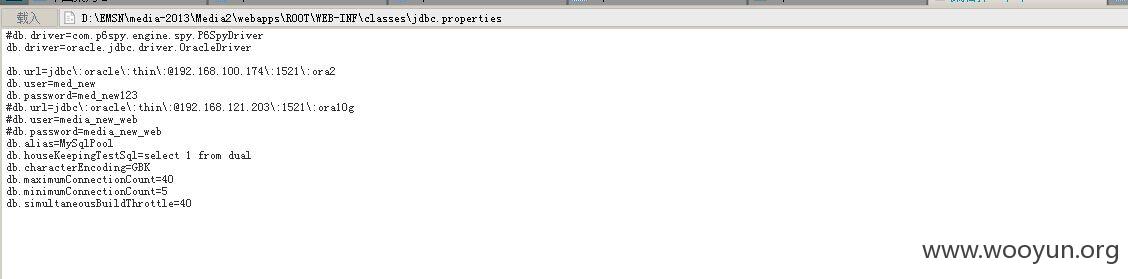 载入
D:\EMSN\media-2013\Media2\webapps\ROOT\WEB-INF\classes\jdbc.properties
#db.driver=com.p6spy.engine.spy.P6SpyDriver
db.driver=oracle.jdbc.driver.OracleDriver
db.url=jdbc\:oracle\:thin\:@192.168.100.174\:1521\:ora2
db.user=med_new
db.password=med_new123
#db.url=jdbc\:oracle\:thin\:@192.168.121.203\:1521\:ora10g
#db.user=media_new_web
#db.password=media_new_web
db.alias=MySqlPool
db.houseKeepingTestSql=select 1 from dual
db.characterEncoding=GBK
db.maximumConnectionCount=40
db.minimumConnectionCount=5
db.simultaneousBuildThrottle=40
www.wooyun.org